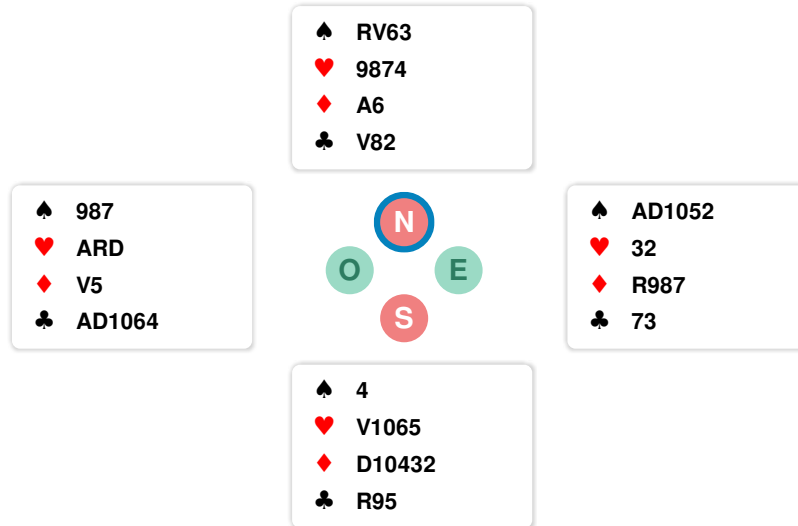 ♠ RV63
♥ 9874
♦ A6
♣ V82
♠ 987
♥ ARD
♦ V5
♣ AD1064
N
O E
S
♠ AD1052
♥ 32
♦ R987
♣ 73
♠ 4
♥ V1065
♦ D10432
♣ R95